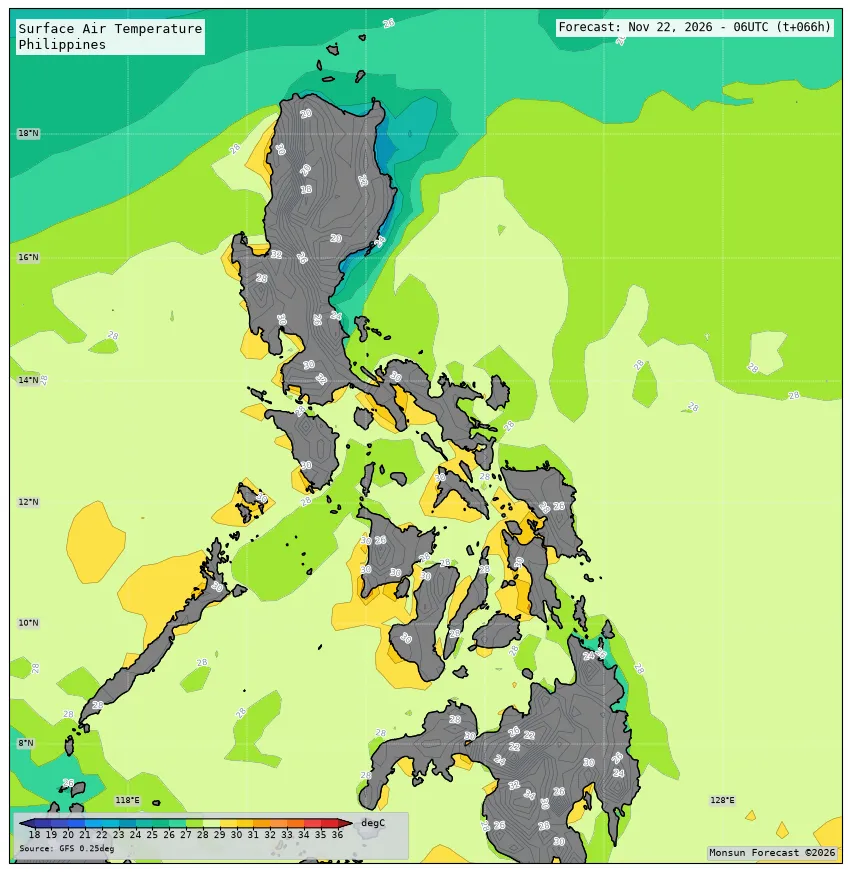 Surface Air Temperature
Philippines
Forecast: Nov 22, 2026 - 06UTC (t+066h)
18°N
16°N
14°N
12°N
10°N
8°N
118°E
128°E
degC
18 19 20 21 22 23 24 25 26 27 28 29 30 31 32 33 34 35 36
Source: GFS 0.25deg
Monsun Forecast ©2026